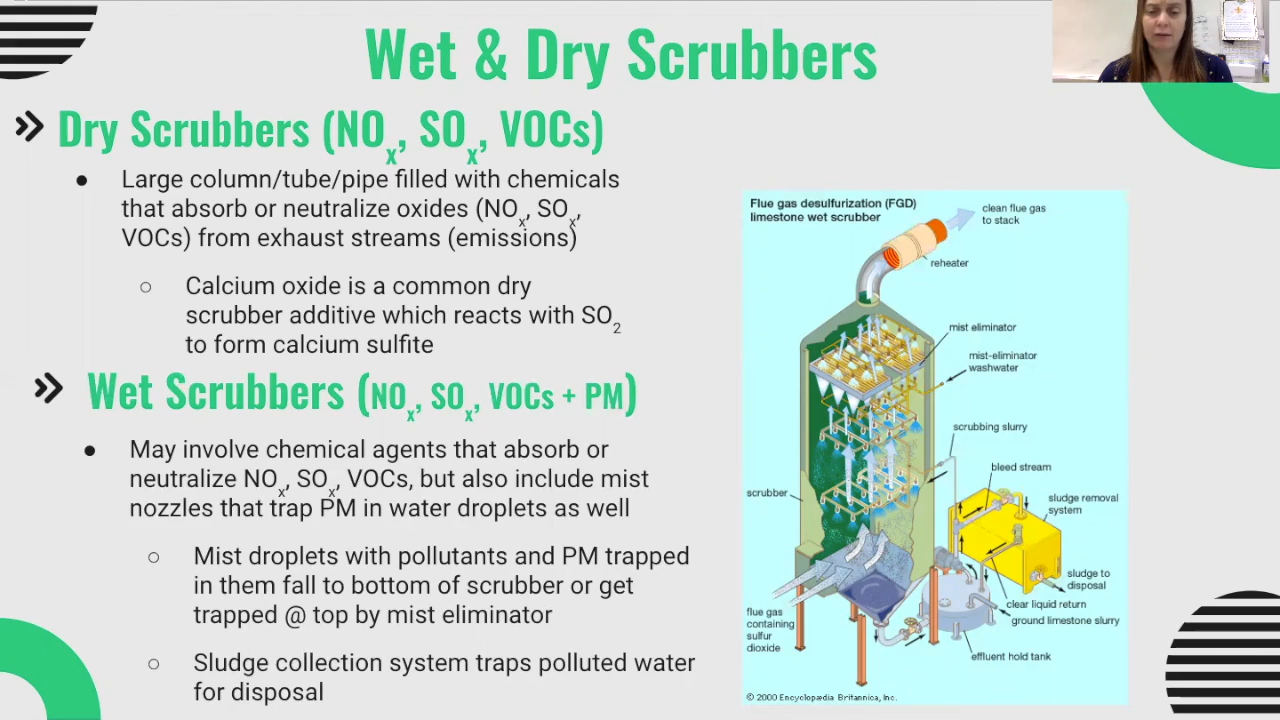 Wet & Dry Scrubbers
Dry Scrubbers (NOx, SOx, VOCs)
● Large column/tube/pipe filled with chemicals
that absorb or neutralize oxides (NOx, SOx,
VOCs) from exhaust streams (emissions)
○ Calcium oxide is a common dry
scrubber additive which reacts with SO2
to form calcium sulfite
Wet Scrubbers (NOx, SOx, VOCs + PM)
● May involve chemical agents that absorb or
neutralize NOx, SOx, VOCs, but also include mist
nozzles that trap PM in water droplets as well
○ Mist droplets with pollutants and PM trapped
in them fall to bottom of scrubber or get
trapped @ top by mist eliminator
○ Sludge collection system traps polluted water
for disposal
Flue gas desulfurization (FGD)
limestone wet scrubber
clean flue gas
to stack
reheater
mist eliminator
mist-eliminator
washwater
scrubbing slurry
bleed stream
scrubber
sludge removal
system
sludge to
disposal
clear liquid return
ground limestone slurry
flue gas
containing
sulfur
dioxide
effluent hold tank
© 2000 Encyclopædia Britannica, Inc.